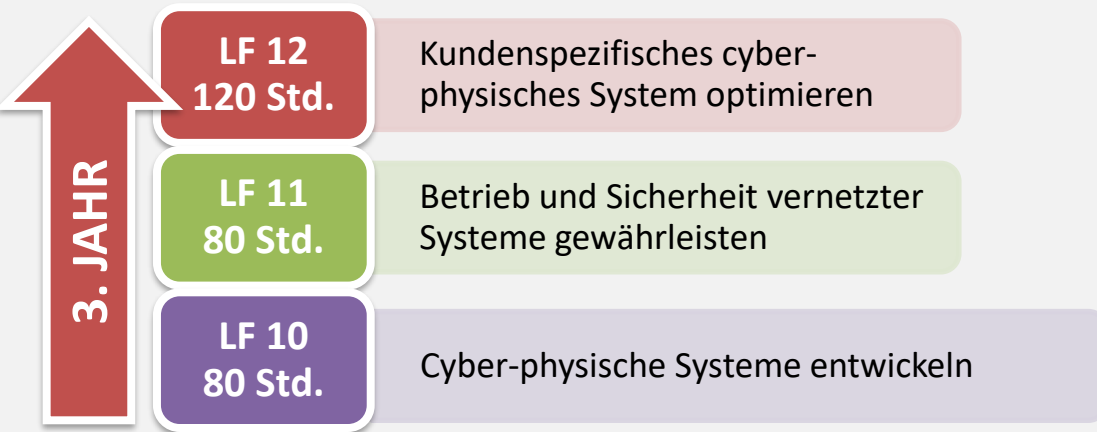 3. JAHR
LF 12
120 Std.
Kundenspezifisches cyber-
physisches System optimieren
LF 11
80 Std.
Betrieb und Sicherheit vernetzter
Systeme gewährleisten
LF 10
80 Std.
Cyber-physische Systeme entwickeln